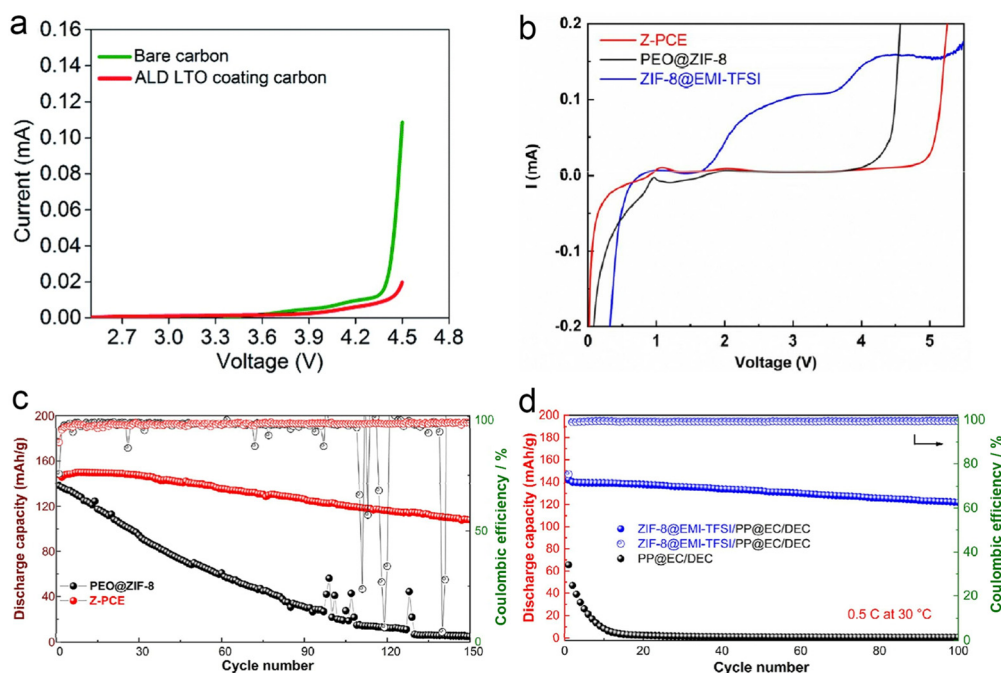 a
0.16
0.14
0.12
0.10
0.08
0.06
0.04
0.02
0.00
Current (mA)
Bare carbon
ALD LTO coating carbon
2.7 3.0 3.3 3.6 3.9 4.2 4.5 4.8
Voltage (V)
b
0.2
0.1
0.0
-0.1
-0.2
I (mA)
Z-PCE
PEO@ZIF-8
ZIF-8@EMI-TFSI
0 1 2 3 4 5
Voltage (V)
c
200
160
120
80
40
0
Discharge capacity (mAh/g)
PEO@ZIF-8
Z-PCE
100
50
0
Coulombic efficiency / %
0 30 60 90 120 150
Cycle number
d
200
180
160
140
120
100
80
60
40
20
0
Discharge capacity (mAh/g)
ZIF-8@EMI-TFSI/PP@EC/DEC
ZIF-8@EMI-TFSI/PP@EC/DEC
PP@EC/DEC
0.5 C at 30 °C
100
80
60
40
20
0
Coulombic efficiency / %
0 20 40 60 80 100
Cycle number